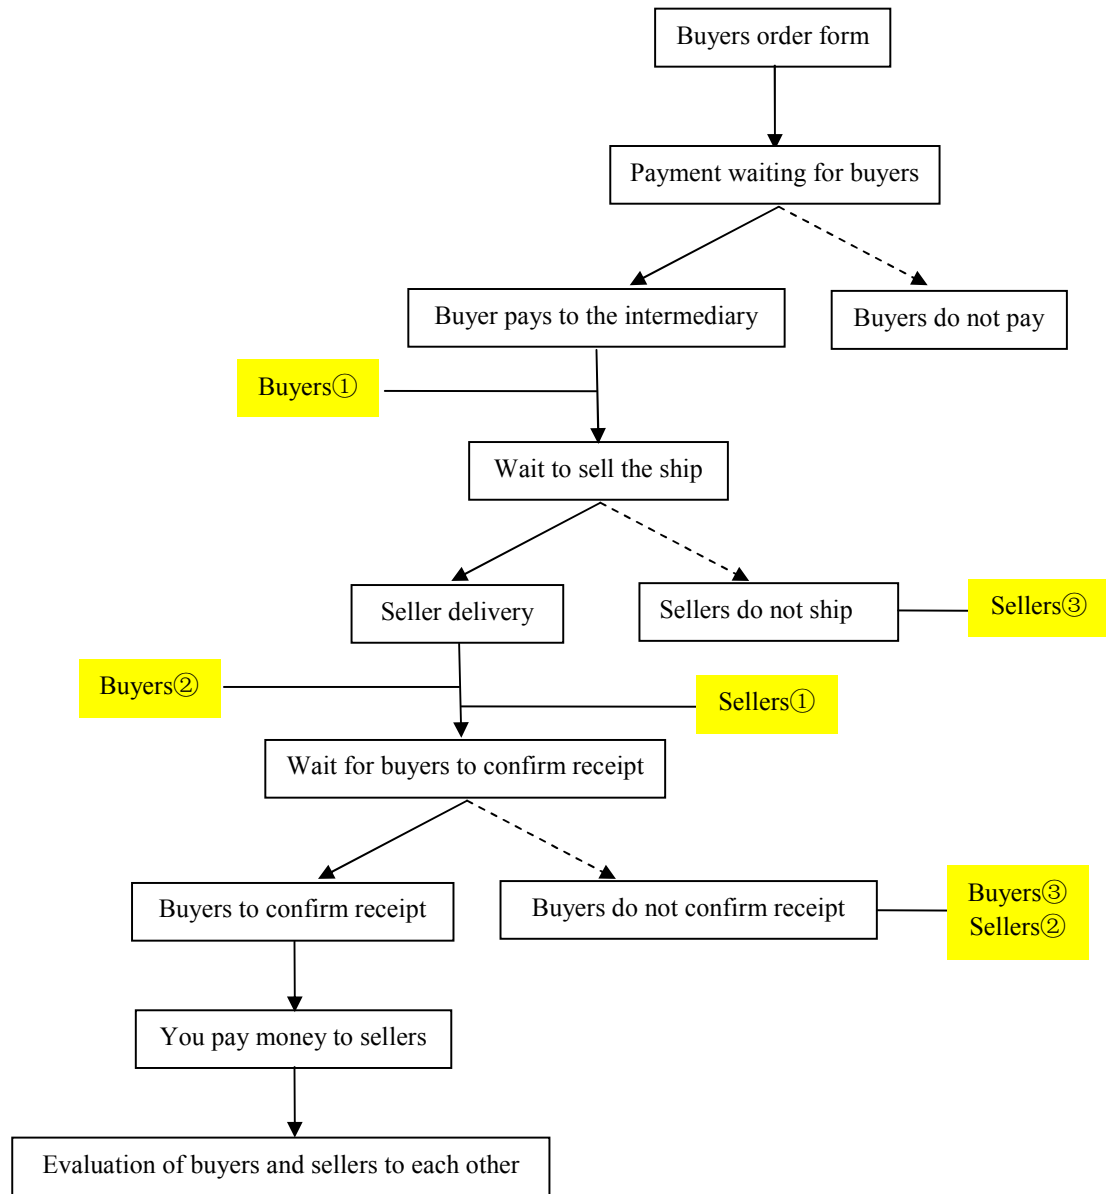 Buyers order form
Payment waiting for buyers
Buyer pays to the intermediary
Buyers do not pay
Buyers①
Wait to sell the ship
Seller delivery
Sellers do not ship
Sellers③
Buyers②
Sellers①
Wait for buyers to confirm receipt
Buyers to confirm receipt
Buyers do not confirm receipt
Buyers③
Sellers②
You pay money to sellers
Evaluation of buyers and sellers to each other